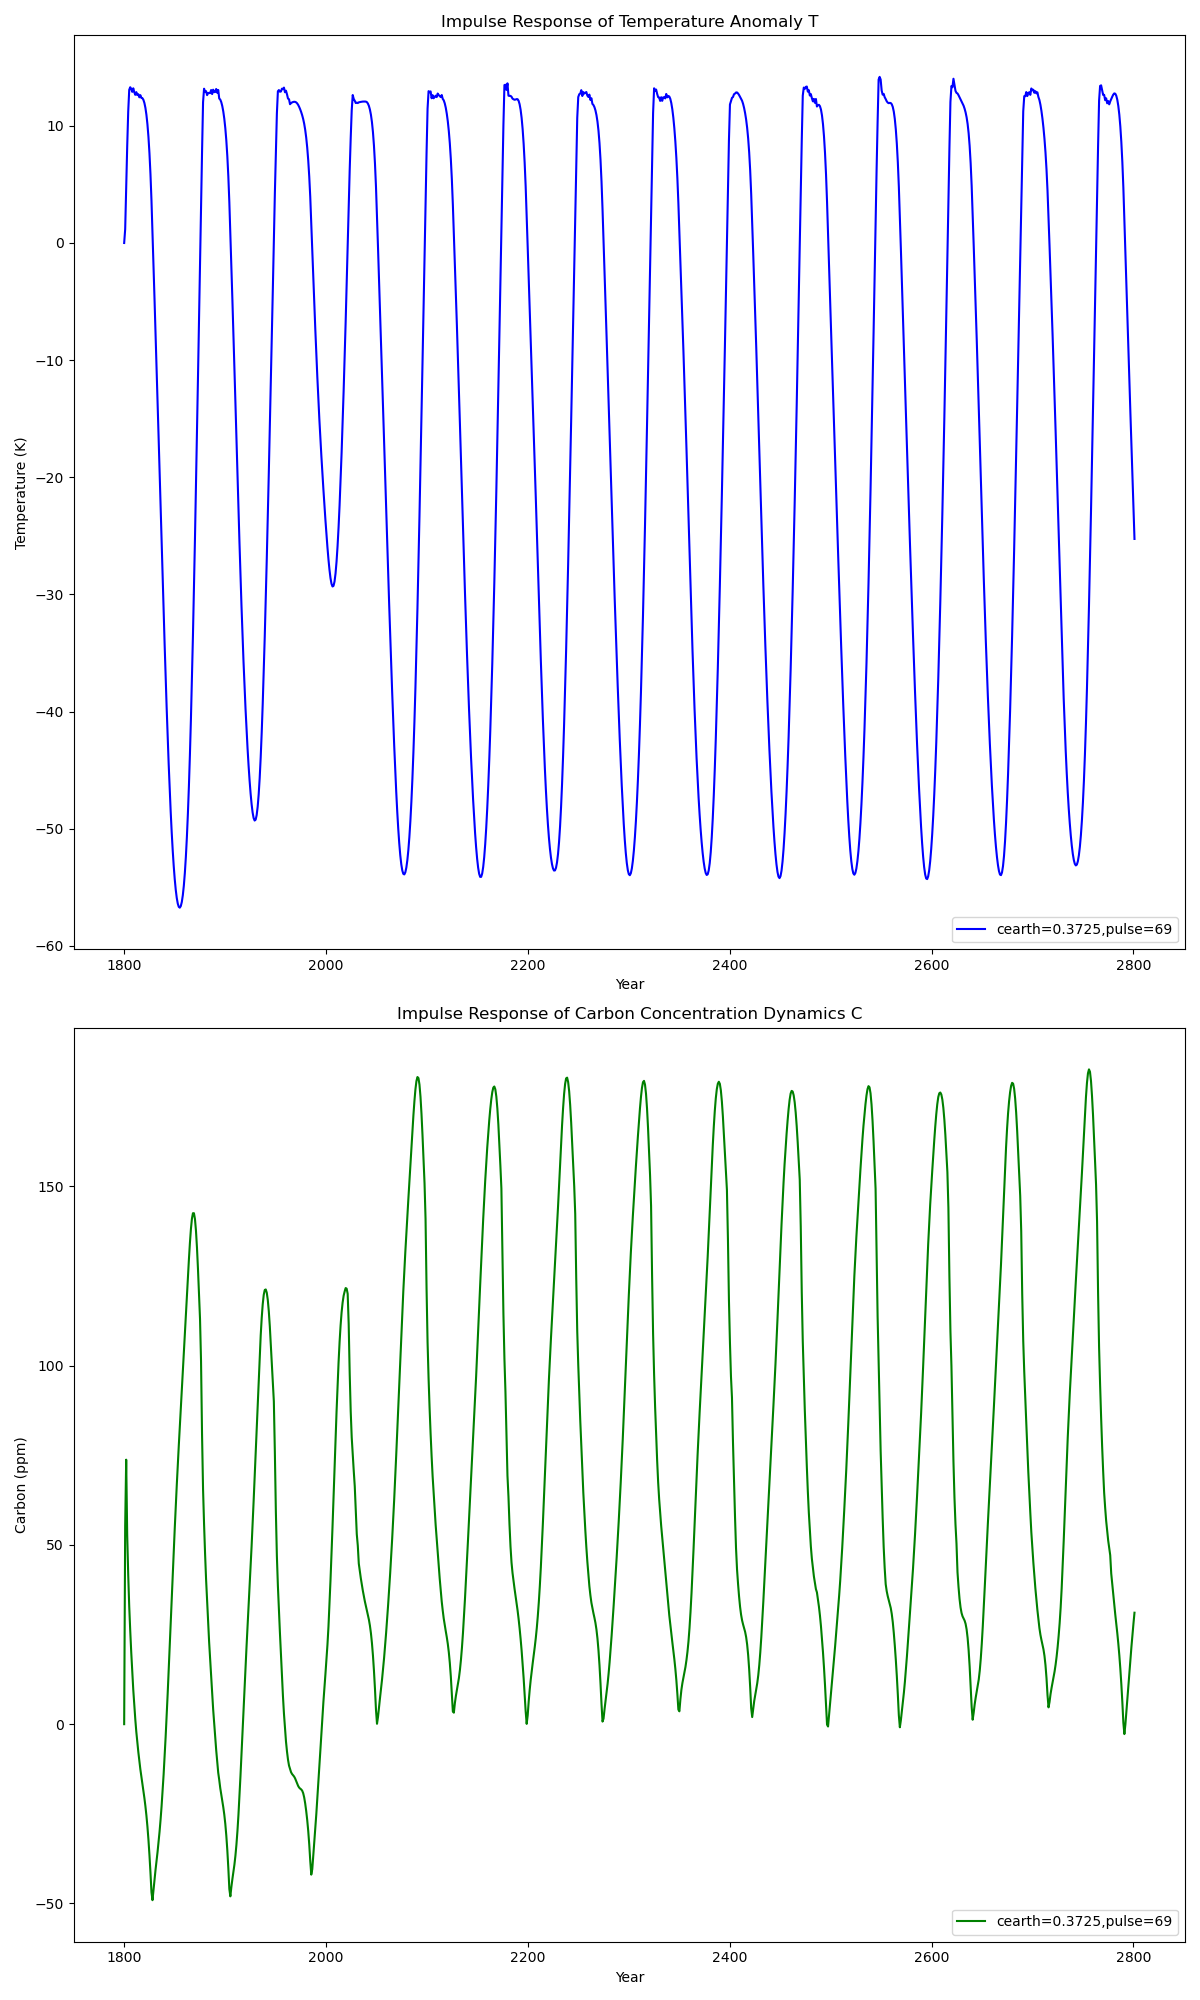 Impulse Response of Temperature Anomaly T
10
0
−10
−20
−30
−40
−50
−60
Temperature (K)
1800 2000 2200 2400 2600 2800
Year
cearth=0.3725,pulse=69
Impulse Response of Carbon Concentration Dynamics C
150
100
50
0
−50
Carbon (ppm)
1800 2000 2200 2400 2600 2800
Year
cearth=0.3725,pulse=69